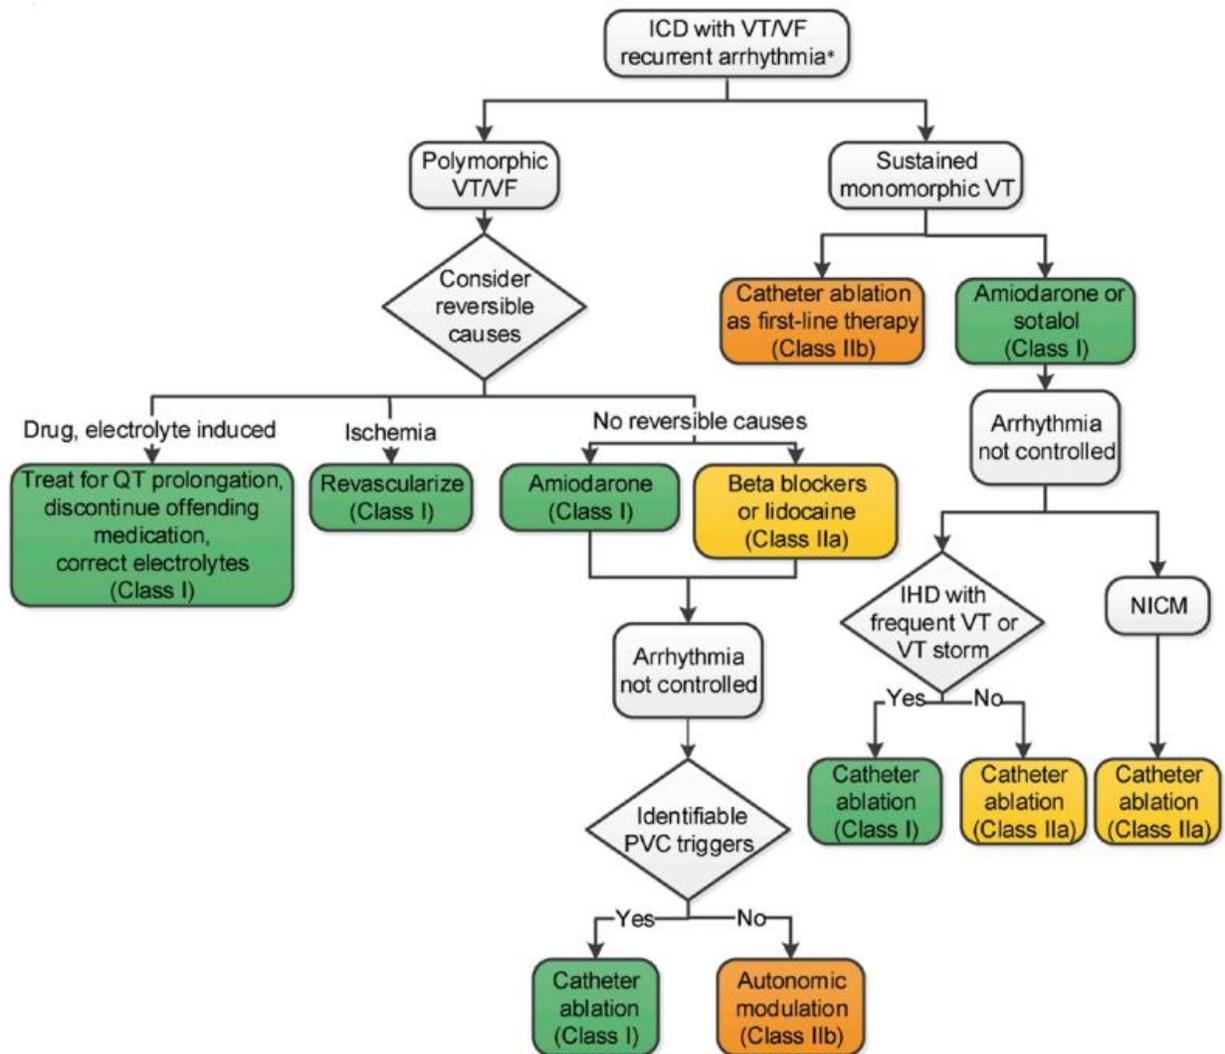 ICD with VT/VF
recurrent arrhythmia*
Polymorphic
VT/VF
Sustained
monomorphic VT
Consider
reversible
causes
Catheter ablation
as first-line therapy
(Class IIb)
Amiodarone or
sotalol
(Class I)
Drug, electrolyte induced
Ischemia
No reversible causes
Arrhythmia
not controlled
Treat for QT prolongation,
discontinue offending
medication,
correct electrolytes
(Class I)
Revascularize
(Class I)
Amiodarone
(Class I)
Beta blockers
or lidocaine
(Class IIa)
IHD with
frequent VT or
VT storm
NICM
Arrhythmia
not controlled
Yes
No
Catheter
ablation
(Class I)
Catheter
ablation
(Class IIa)
Catheter
ablation
(Class IIa)
Identifiable
PVC triggers
Yes
No
Catheter
ablation
(Class I)
Autonomic
modulation
(Class IIb)